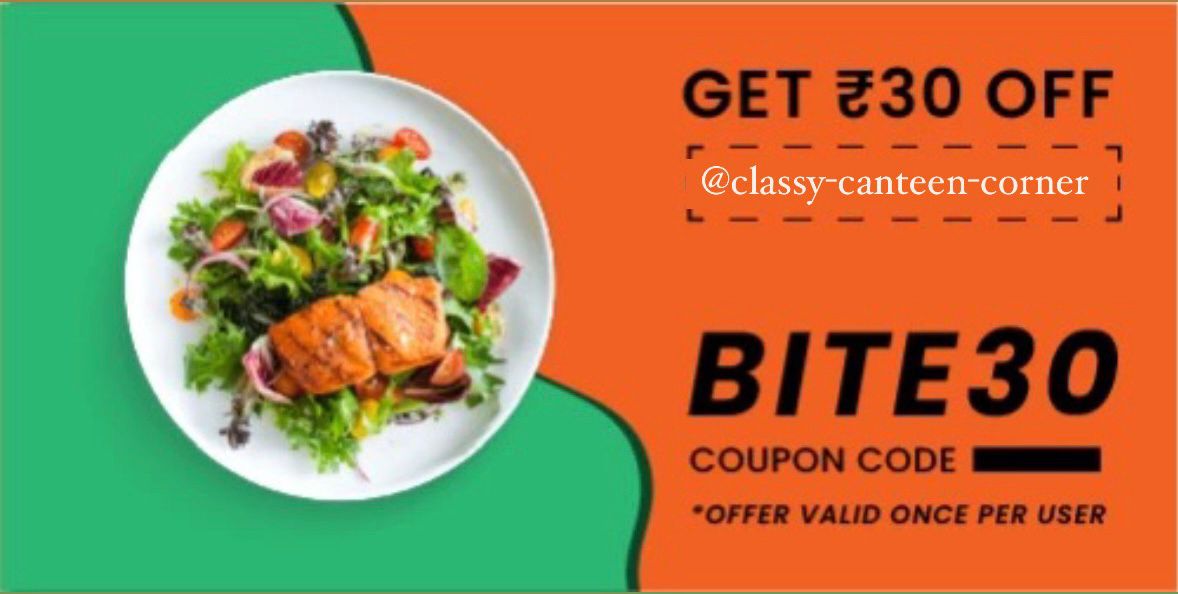 GET ₹30 OFF
@classy-canteen-corner
BITE30
COUPON CODE
*OFFER VALID ONCE PER USER